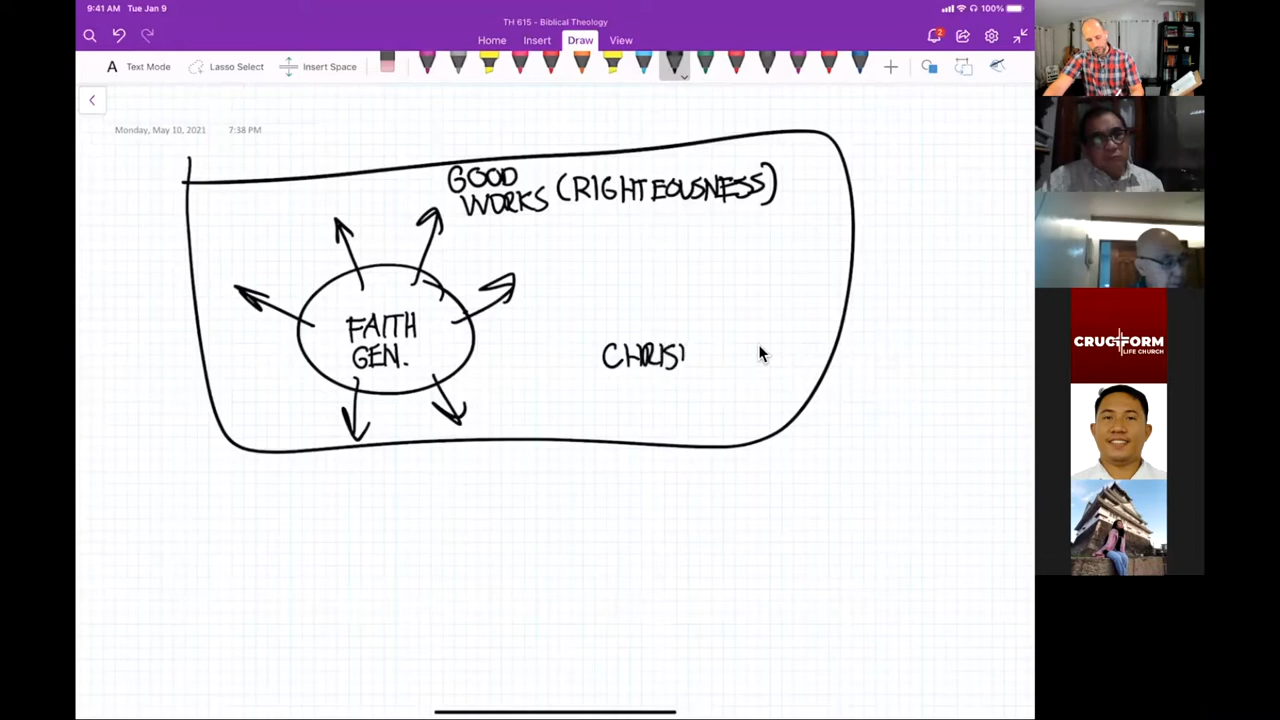 9:41 AM Tue Jan 9
100%
TH 615 - Biblical Theology
Home Insert Draw View
2
Text Mode Lasso Select Insert Space
Monday, May 10, 2021 7:38 PM
GOOD
WORKS (RIGHTEOUSNESS)
FAITH
GEN.
CHRIS
CRUCIFORM
LIFE CHURCH